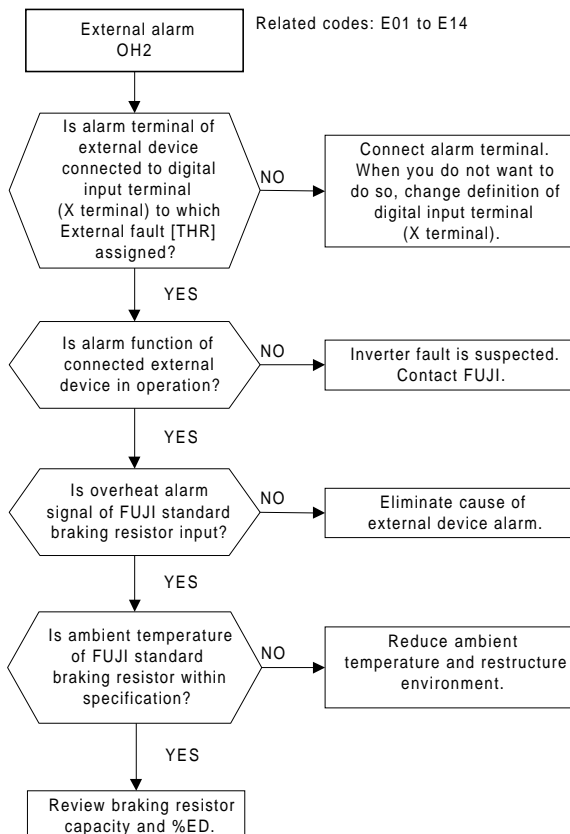 External alarm
OH2
Related codes: E01 to E14
Is alarm terminal of
external device
connected to digital
input terminal
(X terminal) to which
External fault [THR]
assigned?
NO
Connect alarm terminal.
When you do not want to
do so, change definition of
digital input terminal
(X terminal).
YES
Is alarm function of
connected external
device in operation?
NO
Inverter fault is suspected.
Contact FUJI.
YES
Is overheat alarm
signal of FUJI standard
braking resistor input?
NO
Eliminate cause of
external device alarm.
YES
Is ambient temperature
of FUJI standard
braking resistor within
specification?
NO
Reduce ambient
temperature and restructure
environment.
YES
Review braking resistor
capacity and %ED.